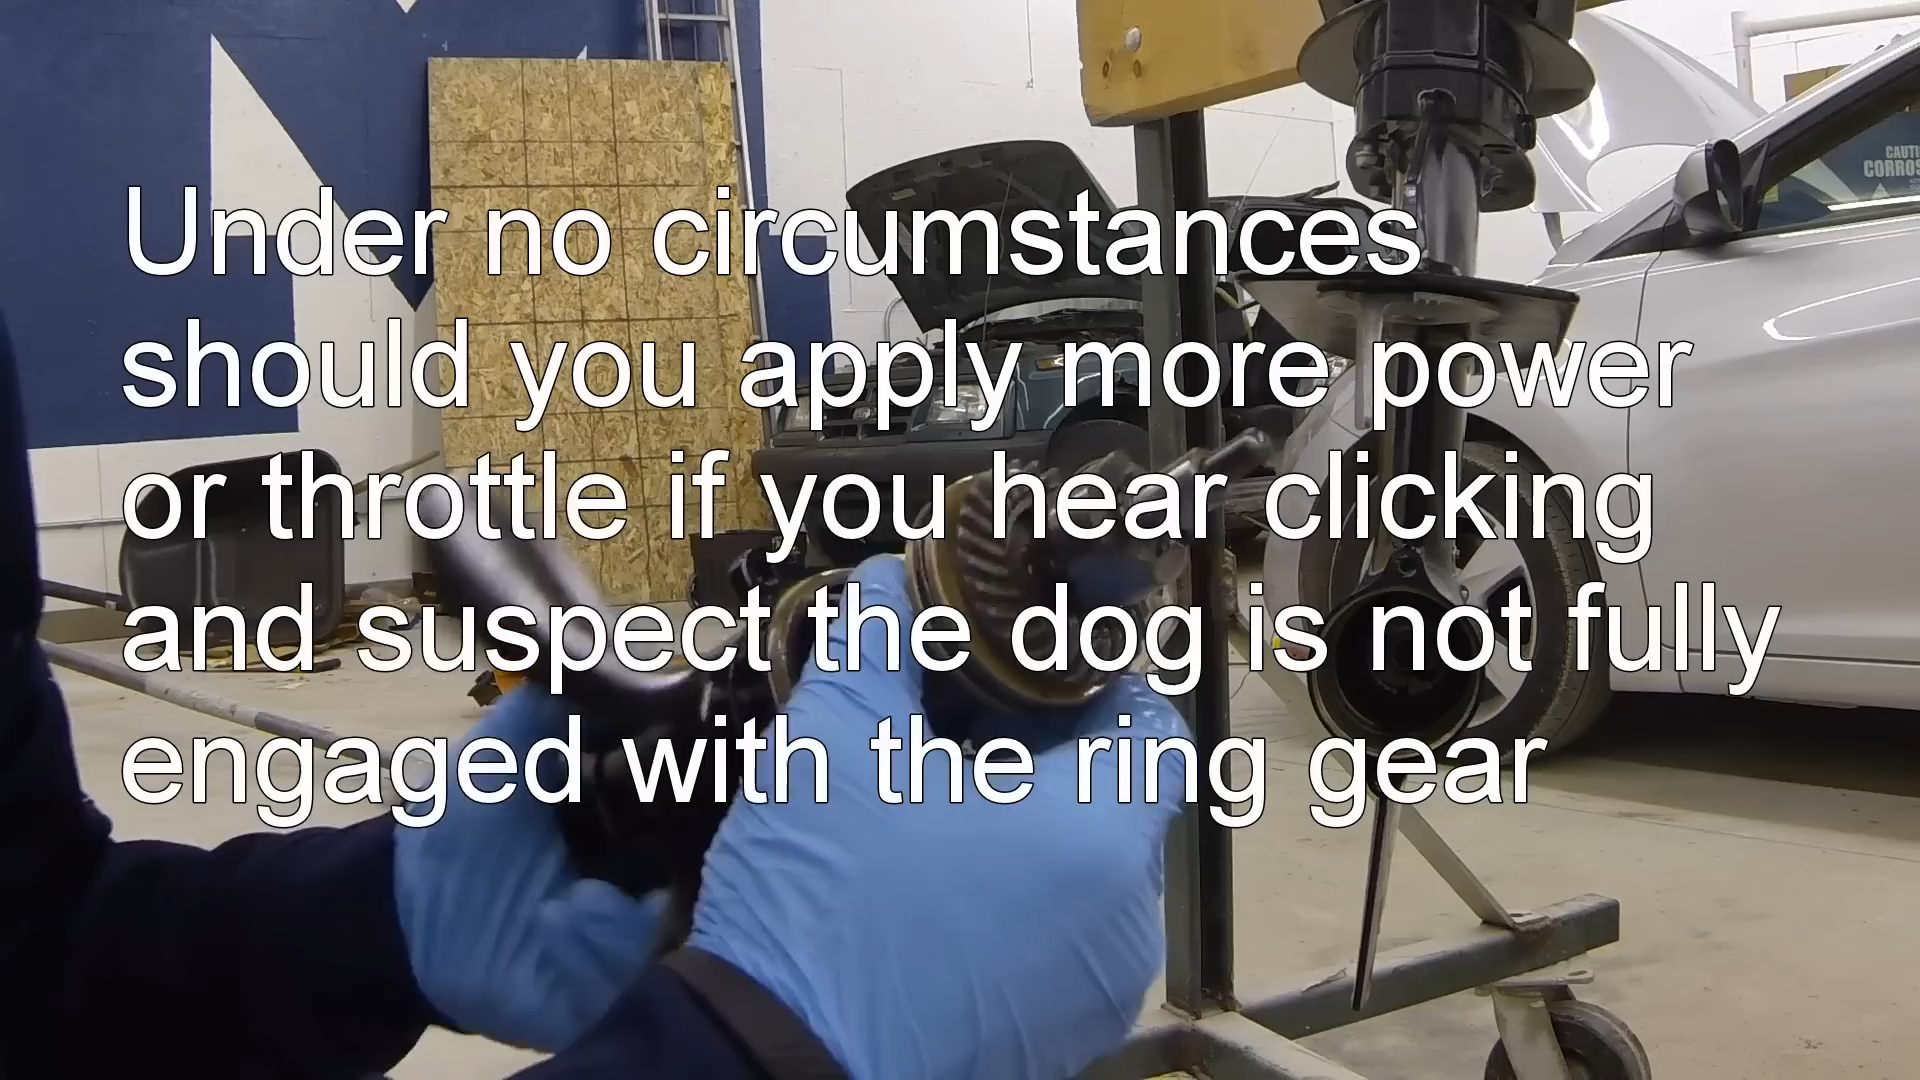 Under no circumstances
should you apply more power
or throttle if you hear clicking
and suspect the dog is not fully
engaged with the ring gear